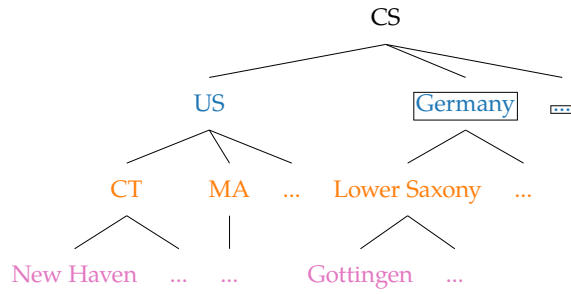 CS
US Germany ...
CT MA ... Lower Saxony ...
New Haven ... ... Gottingen ...